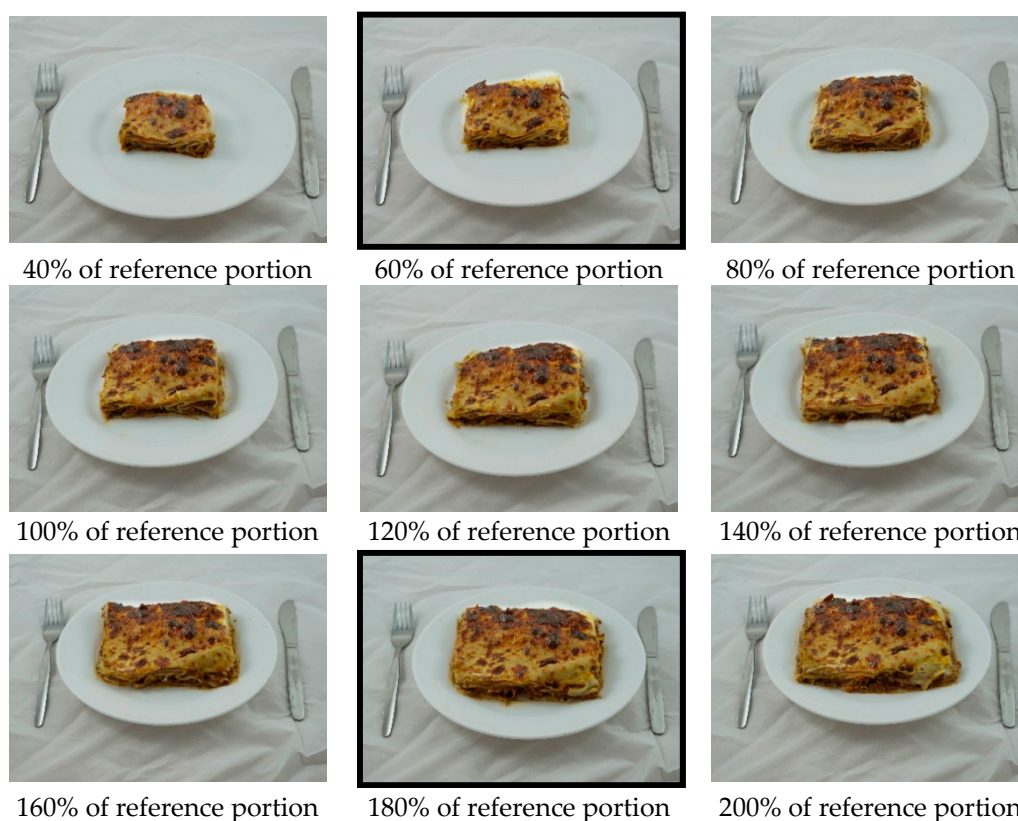 40% of reference portion
60% of reference portion
80% of reference portion
100% of reference portion
120% of reference portion
140% of reference portion
160% of reference portion
180% of reference portion
200% of reference portion